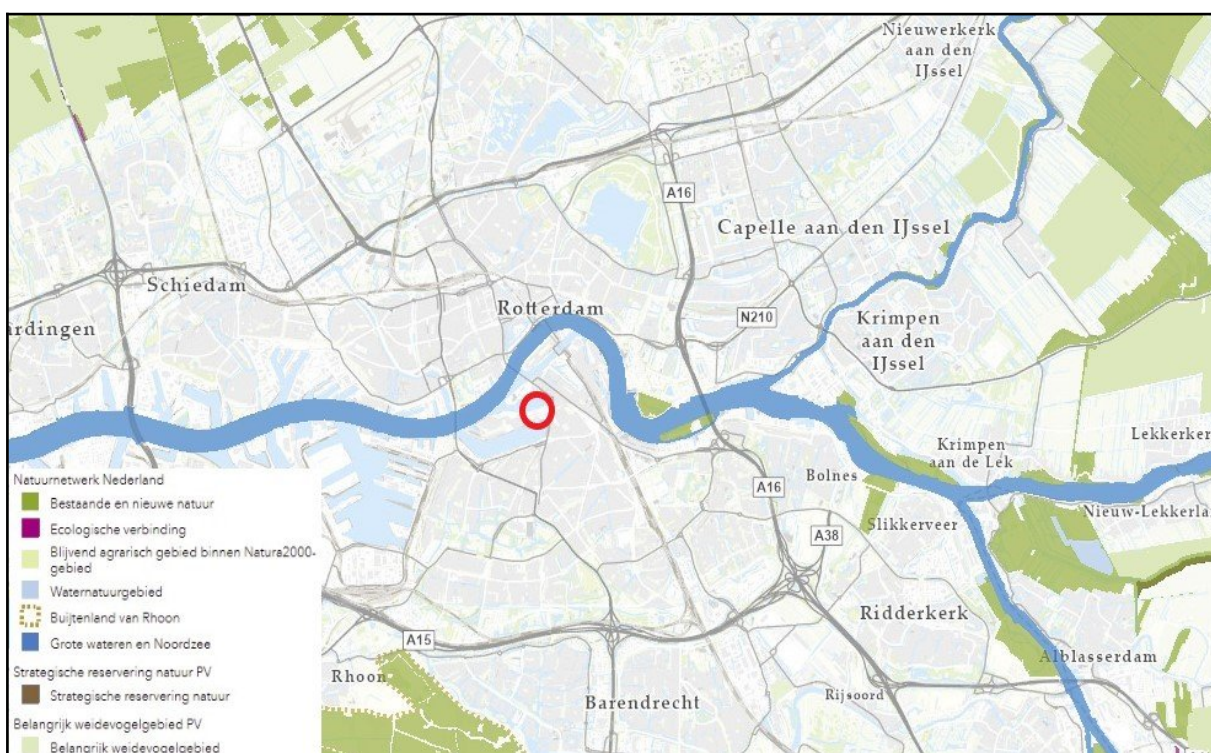 Nieuwerkerk
aan den
IJssel
A16
Capelle aan den IJssel
Schiedam
Rotterdam
N210
ardingen
Krimpen
aan den
IJssel
Krimpen
aan de Lek
Lekkerker
Bolnes
A16
Nieuw-Lekkerla
Slikkerveer
A38
Ridderkerk
A15
Alblasserdam
Rhoon
Rijsoord
Barendrecht
Natuurnetwerk Nederland
Bestaande en nieuwe natuur
Ecologische verbinding
Blijvend agrarisch gebied binnen Natura2000-
gebied
Waternatuurgebied
Buijtenland van Rhoon
Grote wateren en Noordzee
Strategische reservering natuur PV
Strategische reservering natuur
Belangrijk weidevogelgebied PV
Belangrijk weidevogelgebied